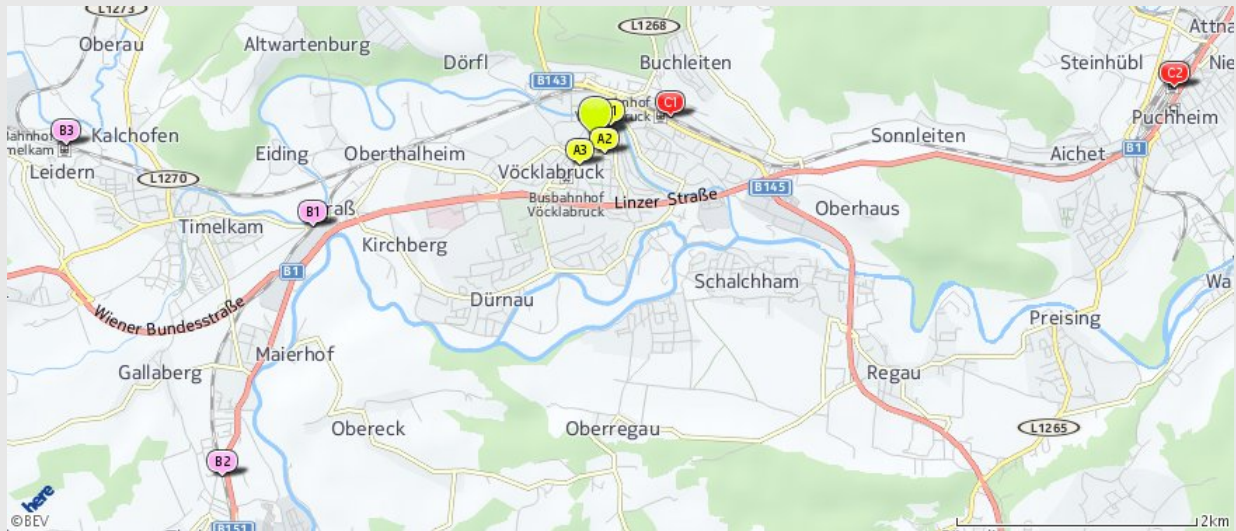 L1273
Oberau
Altwartenburg
Dörfl
L1268
Buchleiten
Attna
Steinhübl
Nie
C2
B143
C1
Puchheim
B3
Kalchofen
A2
A3
Leidern
L1270
Eiding
Oberthalheim
Vöcklabruck
Busbahnhof
Vöcklabruck
Linzer Straße
Sonnleiten
Aichet
B1
B145
Oberhaus
B1
Timelkam
Kirchberg
B1
Dürnau
Schalchham
Wa
Preising
Wiener Bundesstraße
Maierhof
Gallaberg
Regau
Obereck
Oberregau
L1265
B2
here
©BEV
B151
2km